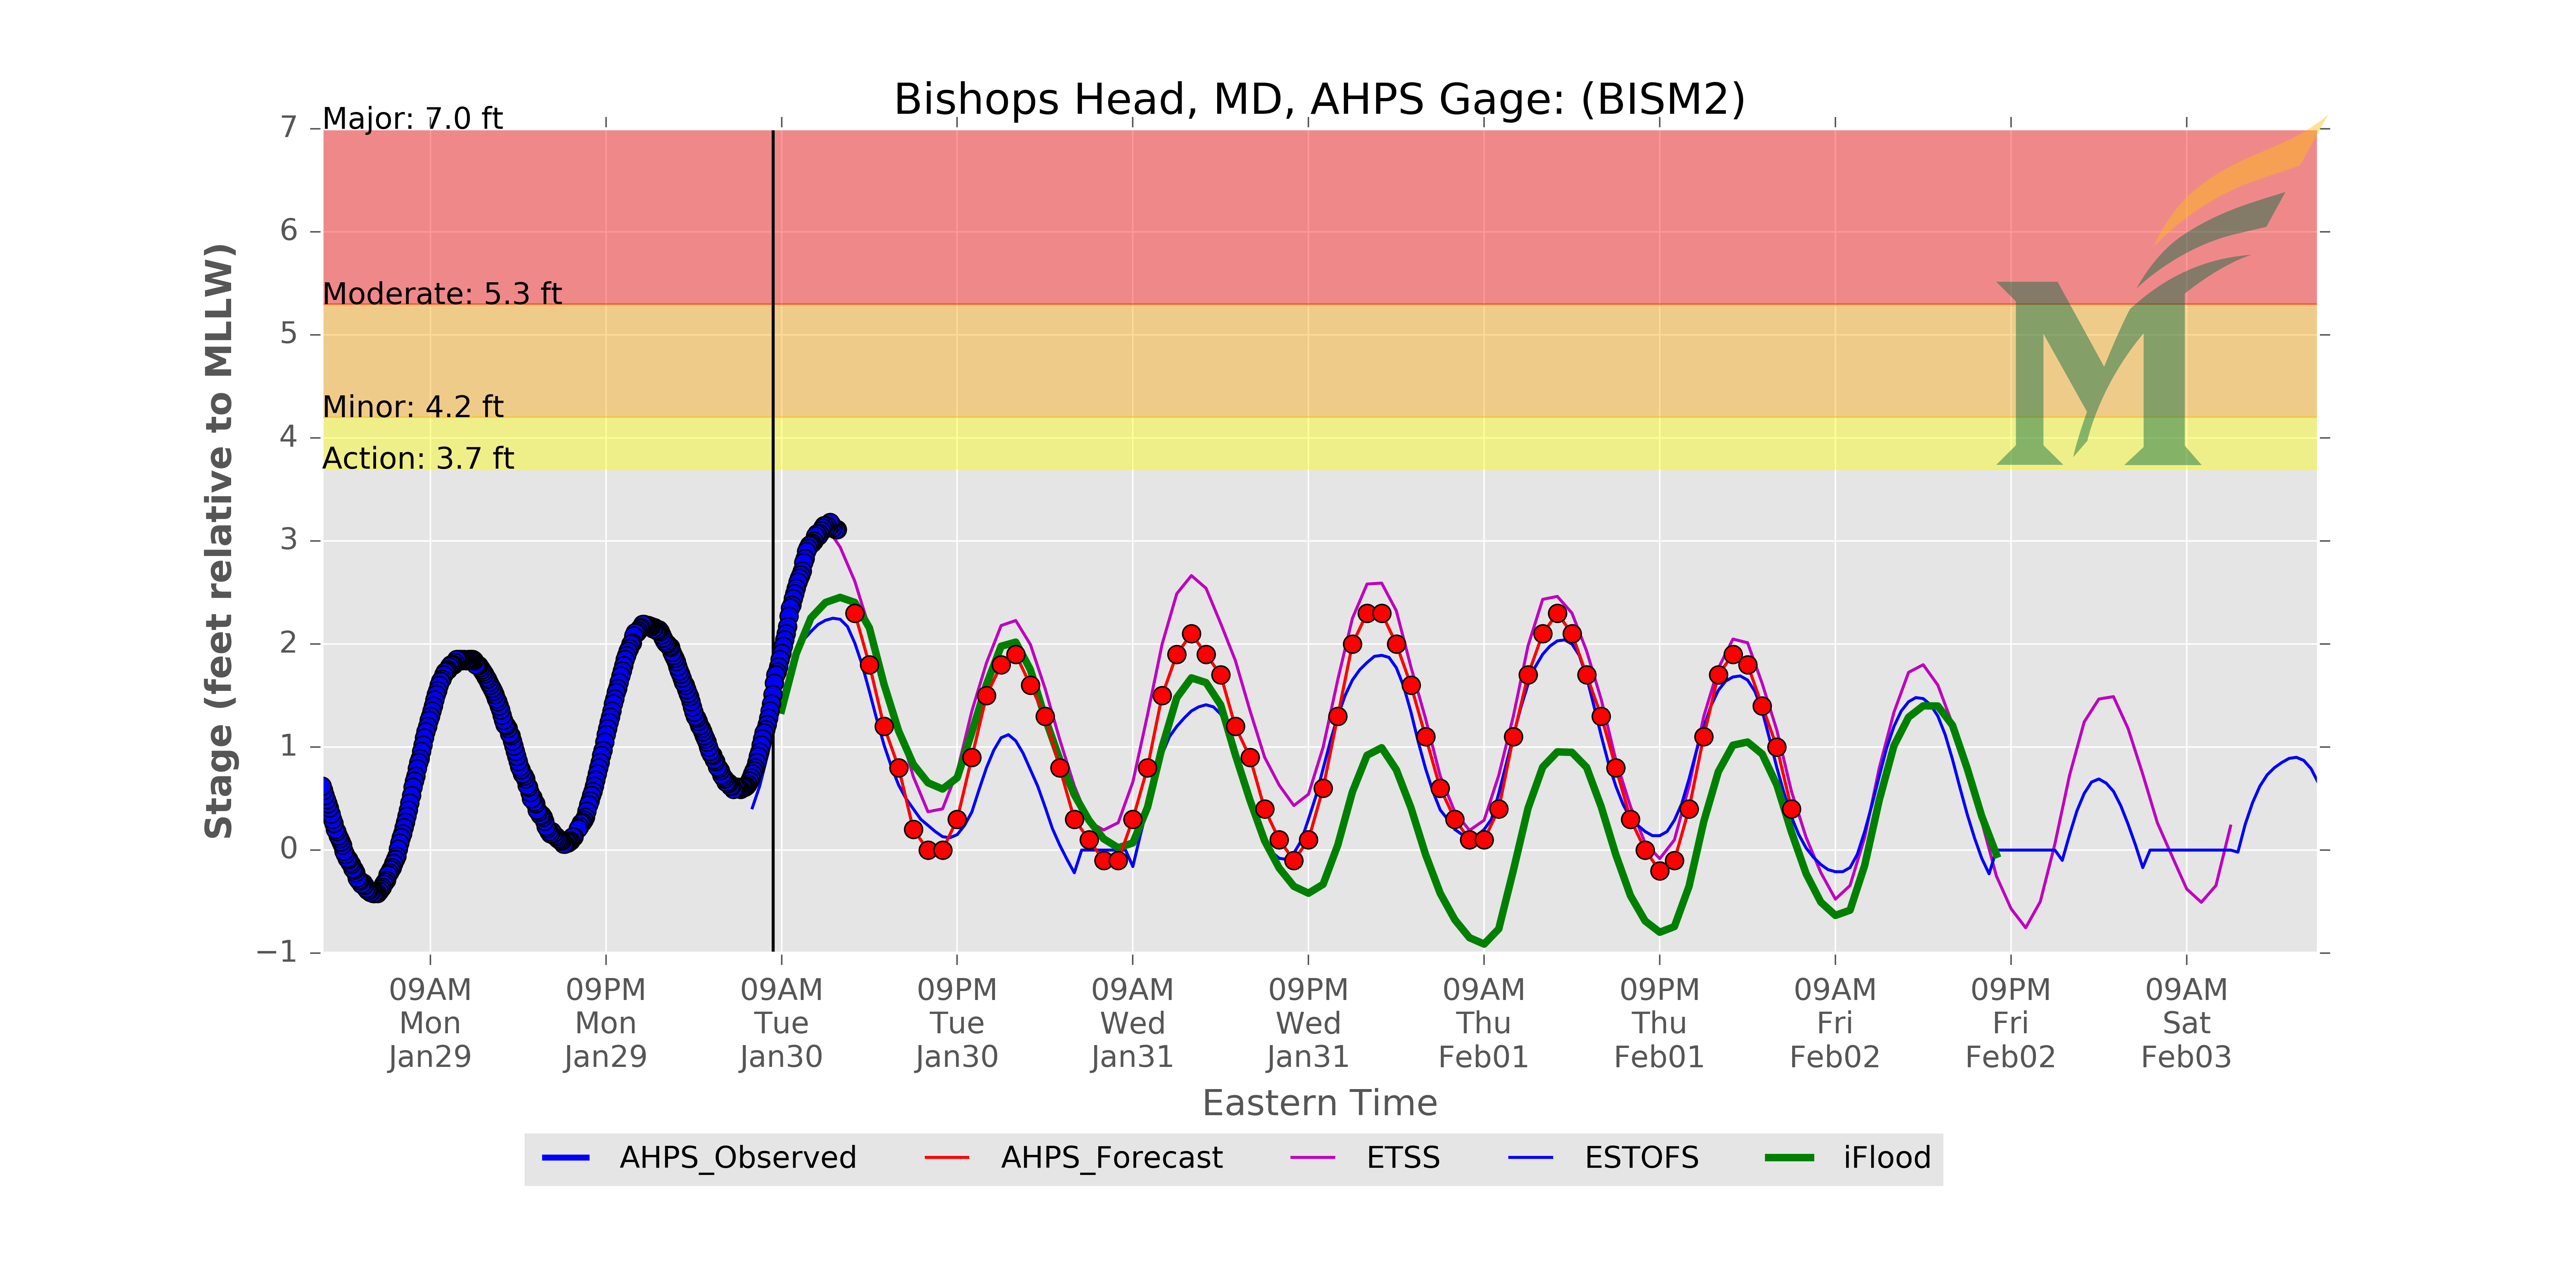 Bishops Head, MD, AHPS Gage: (BISM2)
Major: 7.0 ft
Moderate: 5.3 ft
Minor: 4.2 ft
Action: 3.7 ft
Stage (feet relative to MLLW)
7
6
5
4
3
2
1
0
−1
09AM Mon Jan29
09PM Mon Jan29
09AM Tue Jan30
09PM Tue Jan30
09AM Wed Jan31
09PM Wed Jan31
09AM Thu Feb01
09PM Thu Feb01
09AM Fri Feb02
09PM Fri Feb02
09AM Sat Feb03
Eastern Time
AHPS_Observed AHPS_Forecast ETSS ESTOFS iFlood
M